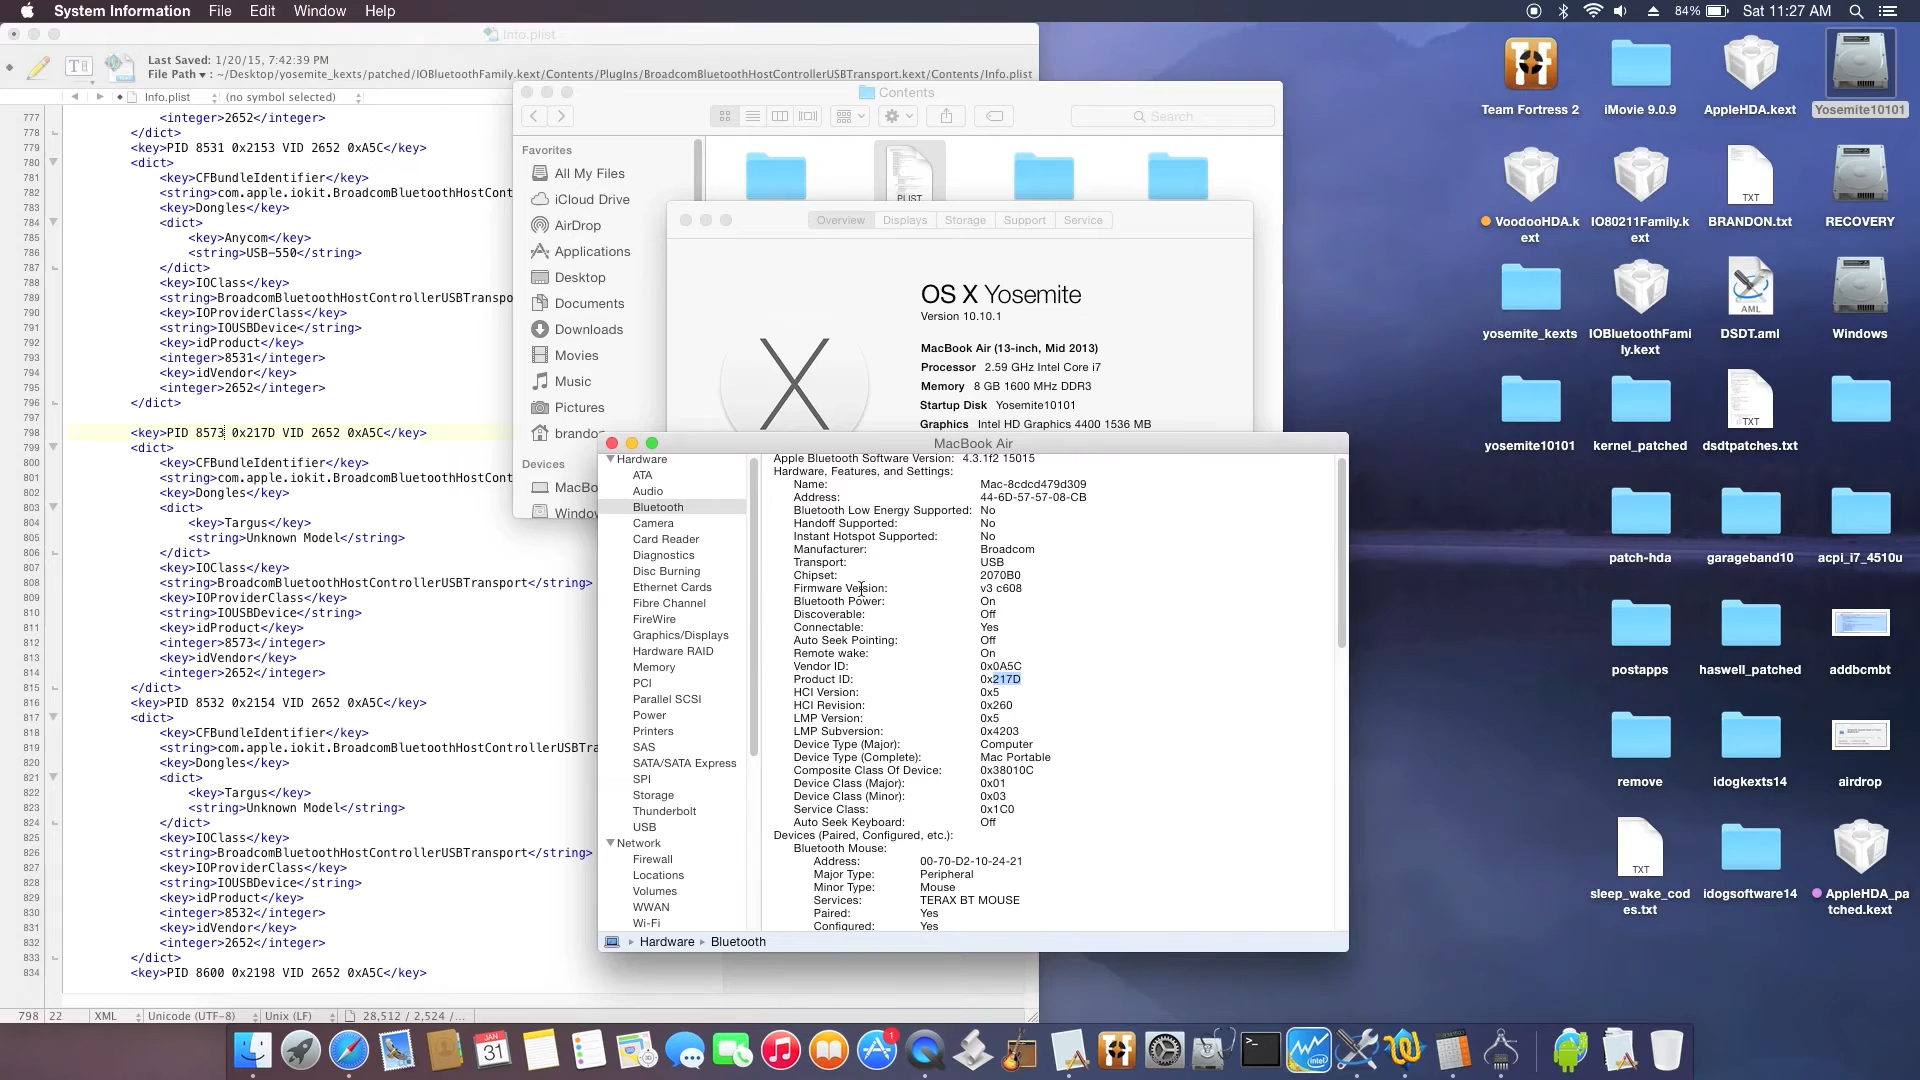 System Information File Edit Window Help
84% Sat 11:27 AM
Info.plist
Last Saved: 1/20/15, 7:42:39 PM
File Path ▾ : ~/Desktop/yosemite_kexts/patched/IOBluetoothFamily.kext/Contents/PlugIns/BroadcomBluetoothHostControllerUSBTransport.kext/Contents/Info.plist
Info.plist (no symbol selected)
777 <integer>2652</integer>
778 </dict>
779 <key>PID 8531 0x2153 VID 2652 0xA5C</key>
780 <dict>
781 <key>CFBundleIdentifier</key>
782 <string>com.apple.iokit.BroadcomBluetoothHostCont
783 <key>Dongles</key>
784 <dict>
785 <key>Anycom</key>
786 <string>USB-550</string>
787 </dict>
788 <key>IOClass</key>
789 <string>BroadcomBluetoothHostControllerUSBTranspo
790 <key>IOProviderClass</key>
791 <string>IOUSBDevice</string>
792 <key>idProduct</key>
793 <integer>8531</integer>
794 <key>idVendor</key>
795 <integer>2652</integer>
796 </dict>
797
798 <key>PID 8573 0x217D VID 2652 0xA5C</key>
799 <dict>
800 <key>CFBundleIdentifier</key>
801 <string>com.apple.iokit.BroadcomBluetoothHostCont
802 <key>Dongles</key>
803 <dict>
804 <key>Targus</key>
805 <string>Unknown Model</string>
806 </dict>
807 <key>IOClass</key>
808 <string>BroadcomBluetoothHostControllerUSBTransport</string>
809 <key>IOProviderClass</key>
810 <string>IOUSBDevice</string>
811 <key>idProduct</key>
812 <integer>8573</integer>
813 <key>idVendor</key>
814 <integer>2652</integer>
815 </dict>
816 <key>PID 8532 0x2154 VID 2652 0xA5C</key>
817 <dict>
818 <key>CFBundleIdentifier</key>
819 <string>com.apple.iokit.BroadcomBluetoothHostControllerUSBTra
820 <key>Dongles</key>
821 <dict>
822 <key>Targus</key>
823 <string>Unknown Model</string>
824 </dict>
825 <key>IOClass</key>
826 <string>BroadcomBluetoothHostControllerUSBTransport</string>
827 <key>IOProviderClass</key>
828 <string>IOUSBDevice</string>
829 <key>idProduct</key>
830 <integer>8532</integer>
831 <key>idVendor</key>
832 <integer>2652</integer>
833 </dict>
834 <key>PID 8600 0x2198 VID 2652 0xA5C</key>
798 22 XML Unicode (UTF-8) Unix (LF) 28,512 / 2,524 /...
Contents
Search
Favorites
All My Files
iCloud Drive
AirDrop
Applications
Desktop
Documents
Downloads
Movies
Music
Pictures
brandon
Devices
MacBo
Window
PLIST
Overview Displays Storage Support Service
OS X Yosemite
Version 10.10.1
MacBook Air (13-inch, Mid 2013)
Processor 2.59 GHz Intel Core i7
Memory 8 GB 1600 MHz DDR3
Startup Disk Yosemite10101
Graphics Intel HD Graphics 4400 1536 MB
MacBook Air
Hardware
ATA
Audio
Bluetooth
Camera
Card Reader
Diagnostics
Disc Burning
Ethernet Cards
Fibre Channel
FireWire
Graphics/Displays
Hardware RAID
Memory
PCI
Parallel SCSI
Power
Printers
SAS
SATA/SATA Express
SPI
Storage
Thunderbolt
USB
Network
Firewall
Locations
Volumes
WWAN
Wi-Fi
Apple Bluetooth Software Version: 4.3.1f2 15015
Hardware, Features, and Settings:
Name: Mac-8cdcd479d309
Address: 44-6D-57-57-08-CB
Bluetooth Low Energy Supported: No
Handoff Supported: No
Instant Hotspot Supported: No
Manufacturer: Broadcom
Transport: USB
Chipset: 2070B0
Firmware Version: v3 c608
Bluetooth Power: On
Discoverable: Off
Connectable: Yes
Auto Seek Pointing: Off
Remote wake: On
Vendor ID: 0x0A5C
Product ID: 0x217D
HCI Version: 0x5
HCI Revision: 0x260
LMP Version: 0x5
LMP Subversion: 0x4203
Device Type (Major): Computer
Device Type (Complete): Mac Portable
Composite Class Of Device: 0x38010C
Device Class (Major): 0x01
Device Class (Minor): 0x03
Service Class: 0x1C0
Auto Seek Keyboard: Off
Devices (Paired, Configured, etc.):
Bluetooth Mouse:
Address: 00-70-D2-10-24-21
Major Type: Peripheral
Minor Type: Mouse
Services: TERAX BT MOUSE
Paired: Yes
Configured: Yes
Hardware ▸ Bluetooth
Team Fortress 2
iMovie 9.0.9
AppleHDA.kext
Yosemite10101
TXT
VoodooHDA.k
ext
IO80211Family.k
ext
BRANDON.txt
RECOVERY
AML
yosemite_kexts
IOBluetoothFami
ly.kext
DSDT.aml
Windows
TXT
yosemite10101
kernel_patched
dsdtpatches.txt
patch-hda
garageband10
acpi_i7_4510u
postapps
haswell_patched
addbcmbt
remove
idogkexts14
airdrop
TXT
sleep_wake_cod
es.txt
idogsoftware14
AppleHDA_pa
tched.kext
JAN
31
1
intel